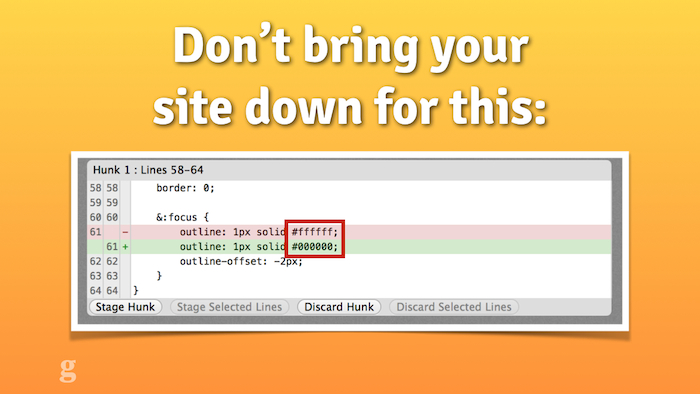 Don’t bring your
site down for this:
Hunk 1 : Lines 58-64
58 58 border: 0;
59 59
60 60 &:focus {
61 - outline: 1px solid #ffffff;
61 + outline: 1px solid #000000;
62 62 outline-offset: -2px;
63 63 }
64 64 }
Stage Hunk Stage Selected Lines Discard Hunk Discard Selected Lines
g